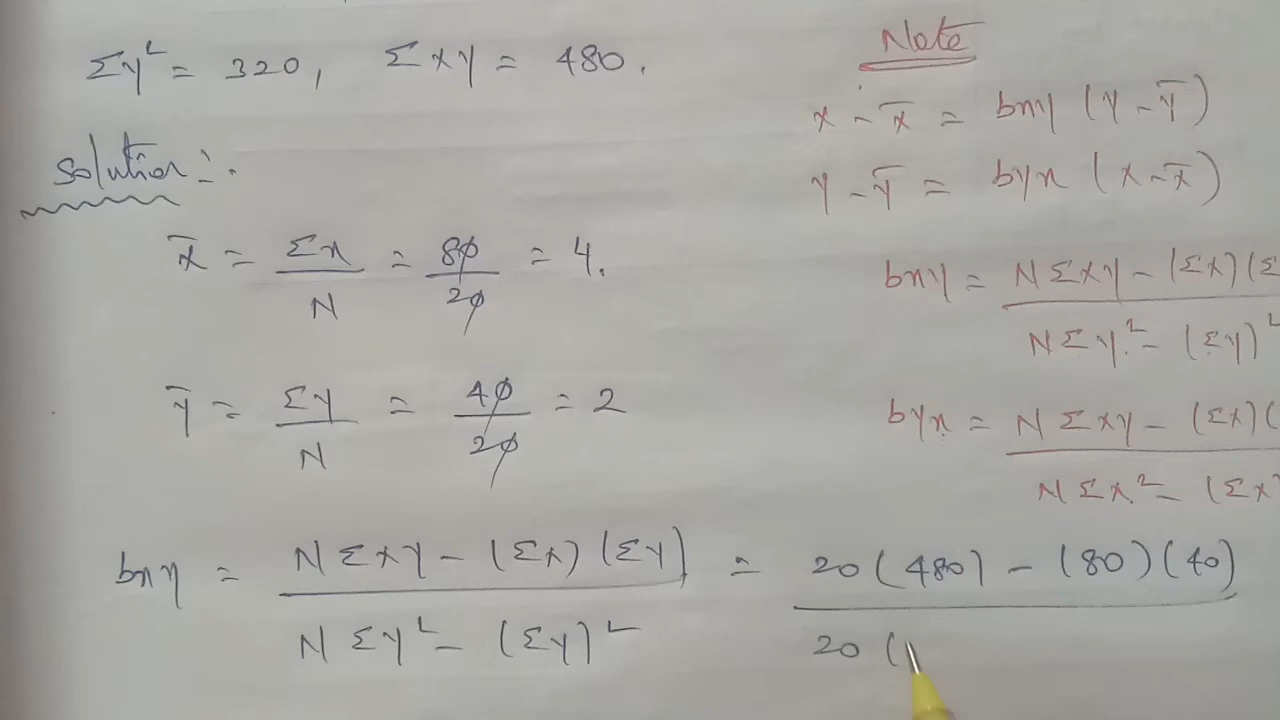 Σy² = 320, Σxy = 480.
Note
x - x̄ = bxy (y - ȳ)
y - ȳ = byx (x - x̄)
Solution:.
x̄ = Σx / N = 80 / 20 = 4.
bxy = NΣxy - (Σx)(Σ / NΣy² - (Σy)²
ȳ = Σy / N = 40 / 20 = 2
byx = NΣxy - (Σx)( / NΣx² - (Σx
bxy = NΣxy - (Σx)(Σy) / NΣy² - (Σy)² = 20(480) - (80)(40) / 20 (